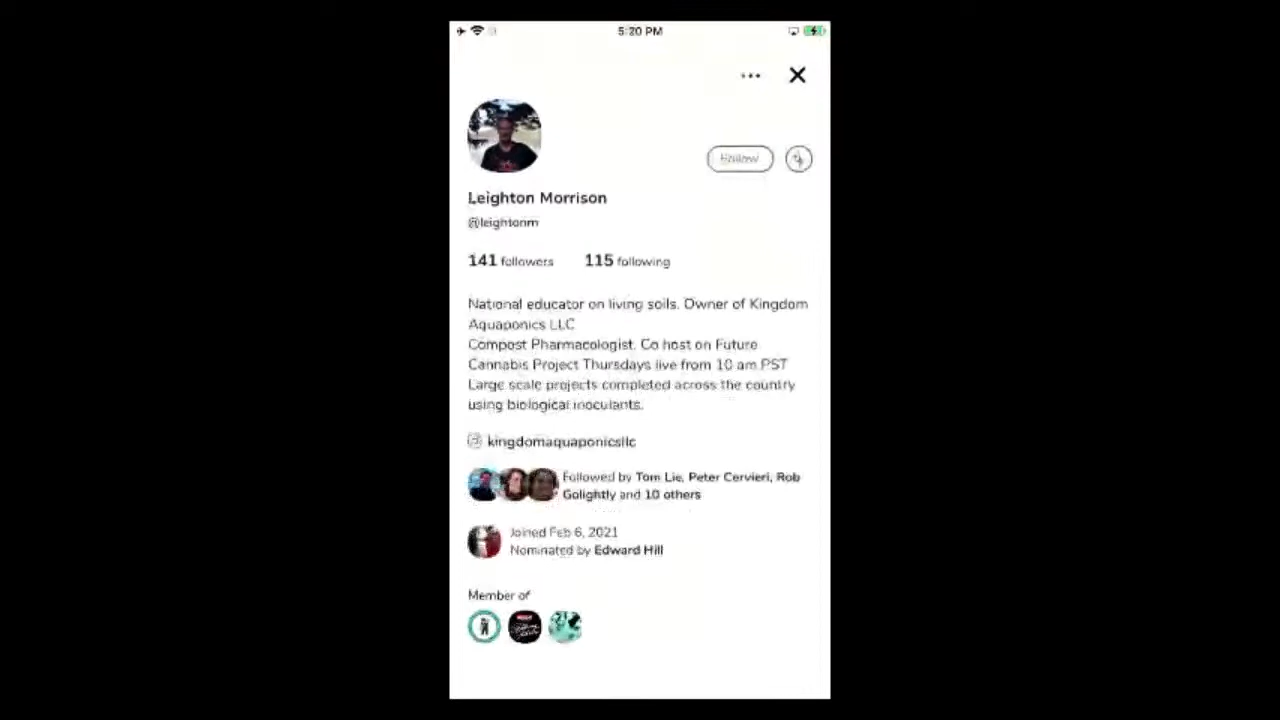 5:20 PM
Follow
Leighton Morrison
@leightonm
141 followers 115 following
National educator on living soils. Owner of Kingdom
Aquaponics LLC
Compost Pharmacologist. Co host on Future
Cannabis Project Thursdays live from 10 am PST
Large scale projects completed across the country
using biological inoculants.
kingdomaquaponicsllc
Followed by Tom Lie, Peter Cervieri, Rob
Golightly and 10 others
Joined Feb 6, 2021
Nominated by Edward Hill
Member of